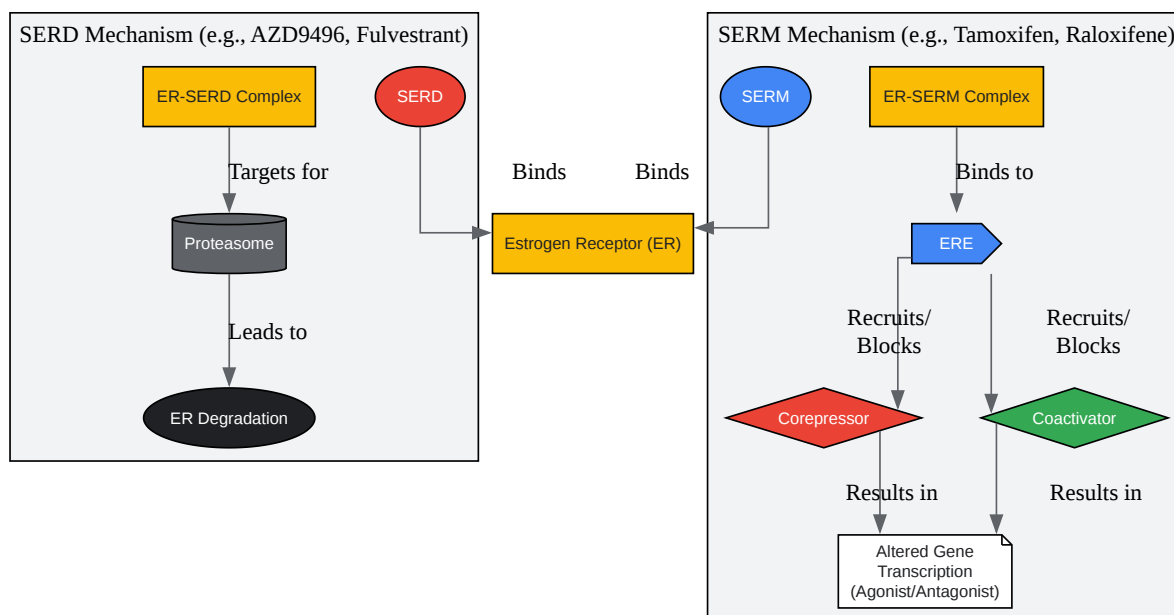 SERD Mechanism (e.g., AZD9496, Fulvestrant)
ER-SERD Complex
SERD
Targets for
Proteasome
Leads to
ER Degradation
Binds
Binds
Estrogen Receptor (ER)
SERM Mechanism (e.g., Tamoxifen, Raloxifene)
SERM
ER-SERM Complex
Binds to
ERE
Recruits/
Blocks
Recruits/
Blocks
Corepressor
Coactivator
Results in
Results in
Altered Gene
Transcription
(Agonist/Antagonist)